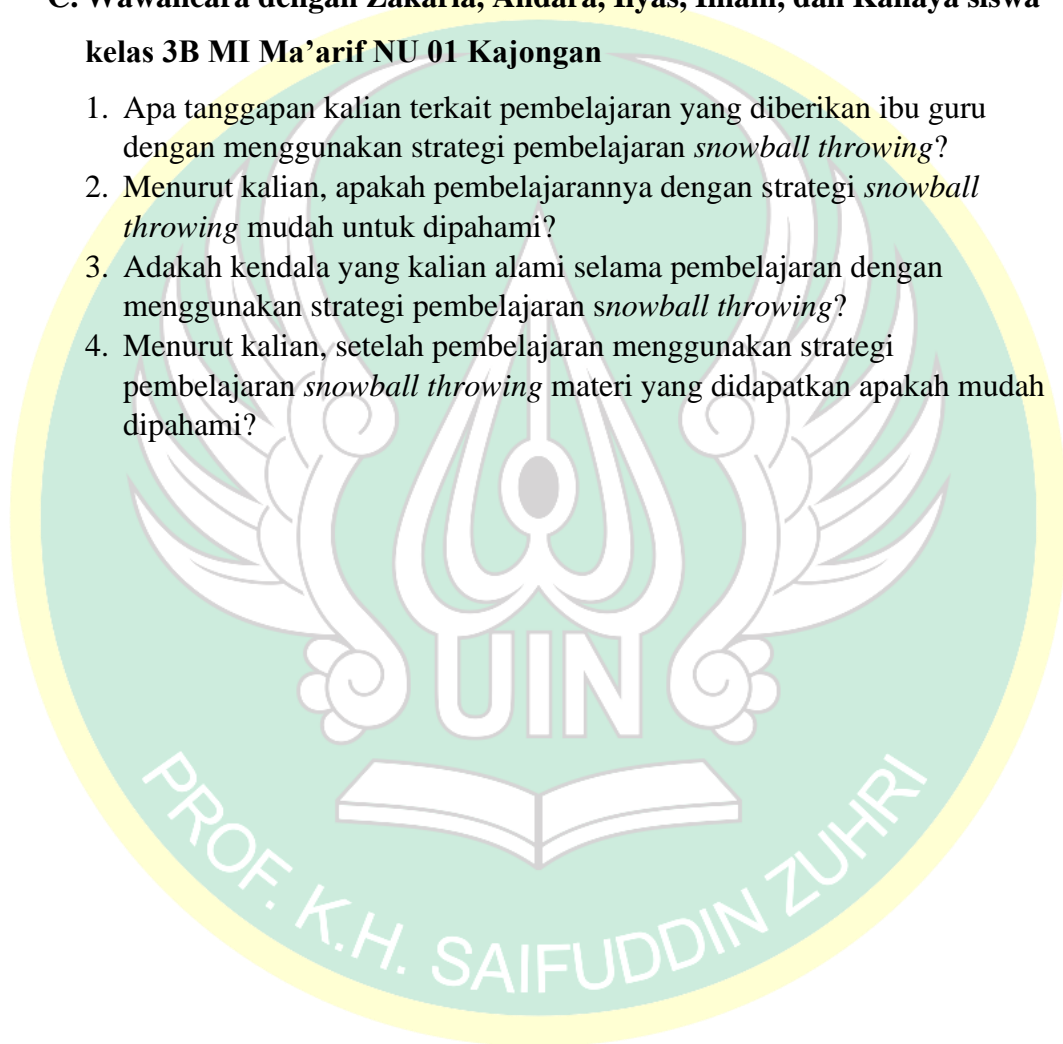 C. Wawancara dengan Zakaria, Andara, Ilyas, Imam, dan Kanaya siswa
kelas 3B MI Ma’arif NU 01 Kajongan
1. Apa tanggapan kalian terkait pembelajaran yang diberikan ibu guru
dengan menggunakan strategi pembelajaran snowball throwing?
2. Menurut kalian, apakah pembelajarannya dengan strategi snowball
throwing mudah untuk dipahami?
3. Adakah kendala yang kalian alami selama pembelajaran dengan
menggunakan strategi pembelajaran snowball throwing?
4. Menurut kalian, setelah pembelajaran menggunakan strategi
pembelajaran snowball throwing materi yang didapatkan apakah mudah
dipahami?
UIN
PROF. K.H. SAIFUDDIN ZUHRI